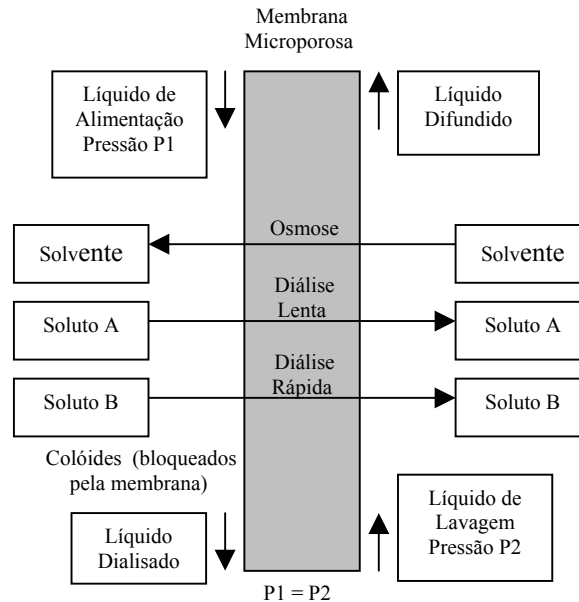 Membrana
Microporosa
Líquido de
Alimentação
Pressão P1
Líquido
Difundido
Osmose
Solvente
Solvente
Diálise
Lenta
Soluto A
Soluto A
Diálise
Rápida
Soluto B
Soluto B
Colóides (bloqueados
pela membrana)
Líquido
Dialisado
Líquido de
Lavagem
Pressão P2
P1 = P2